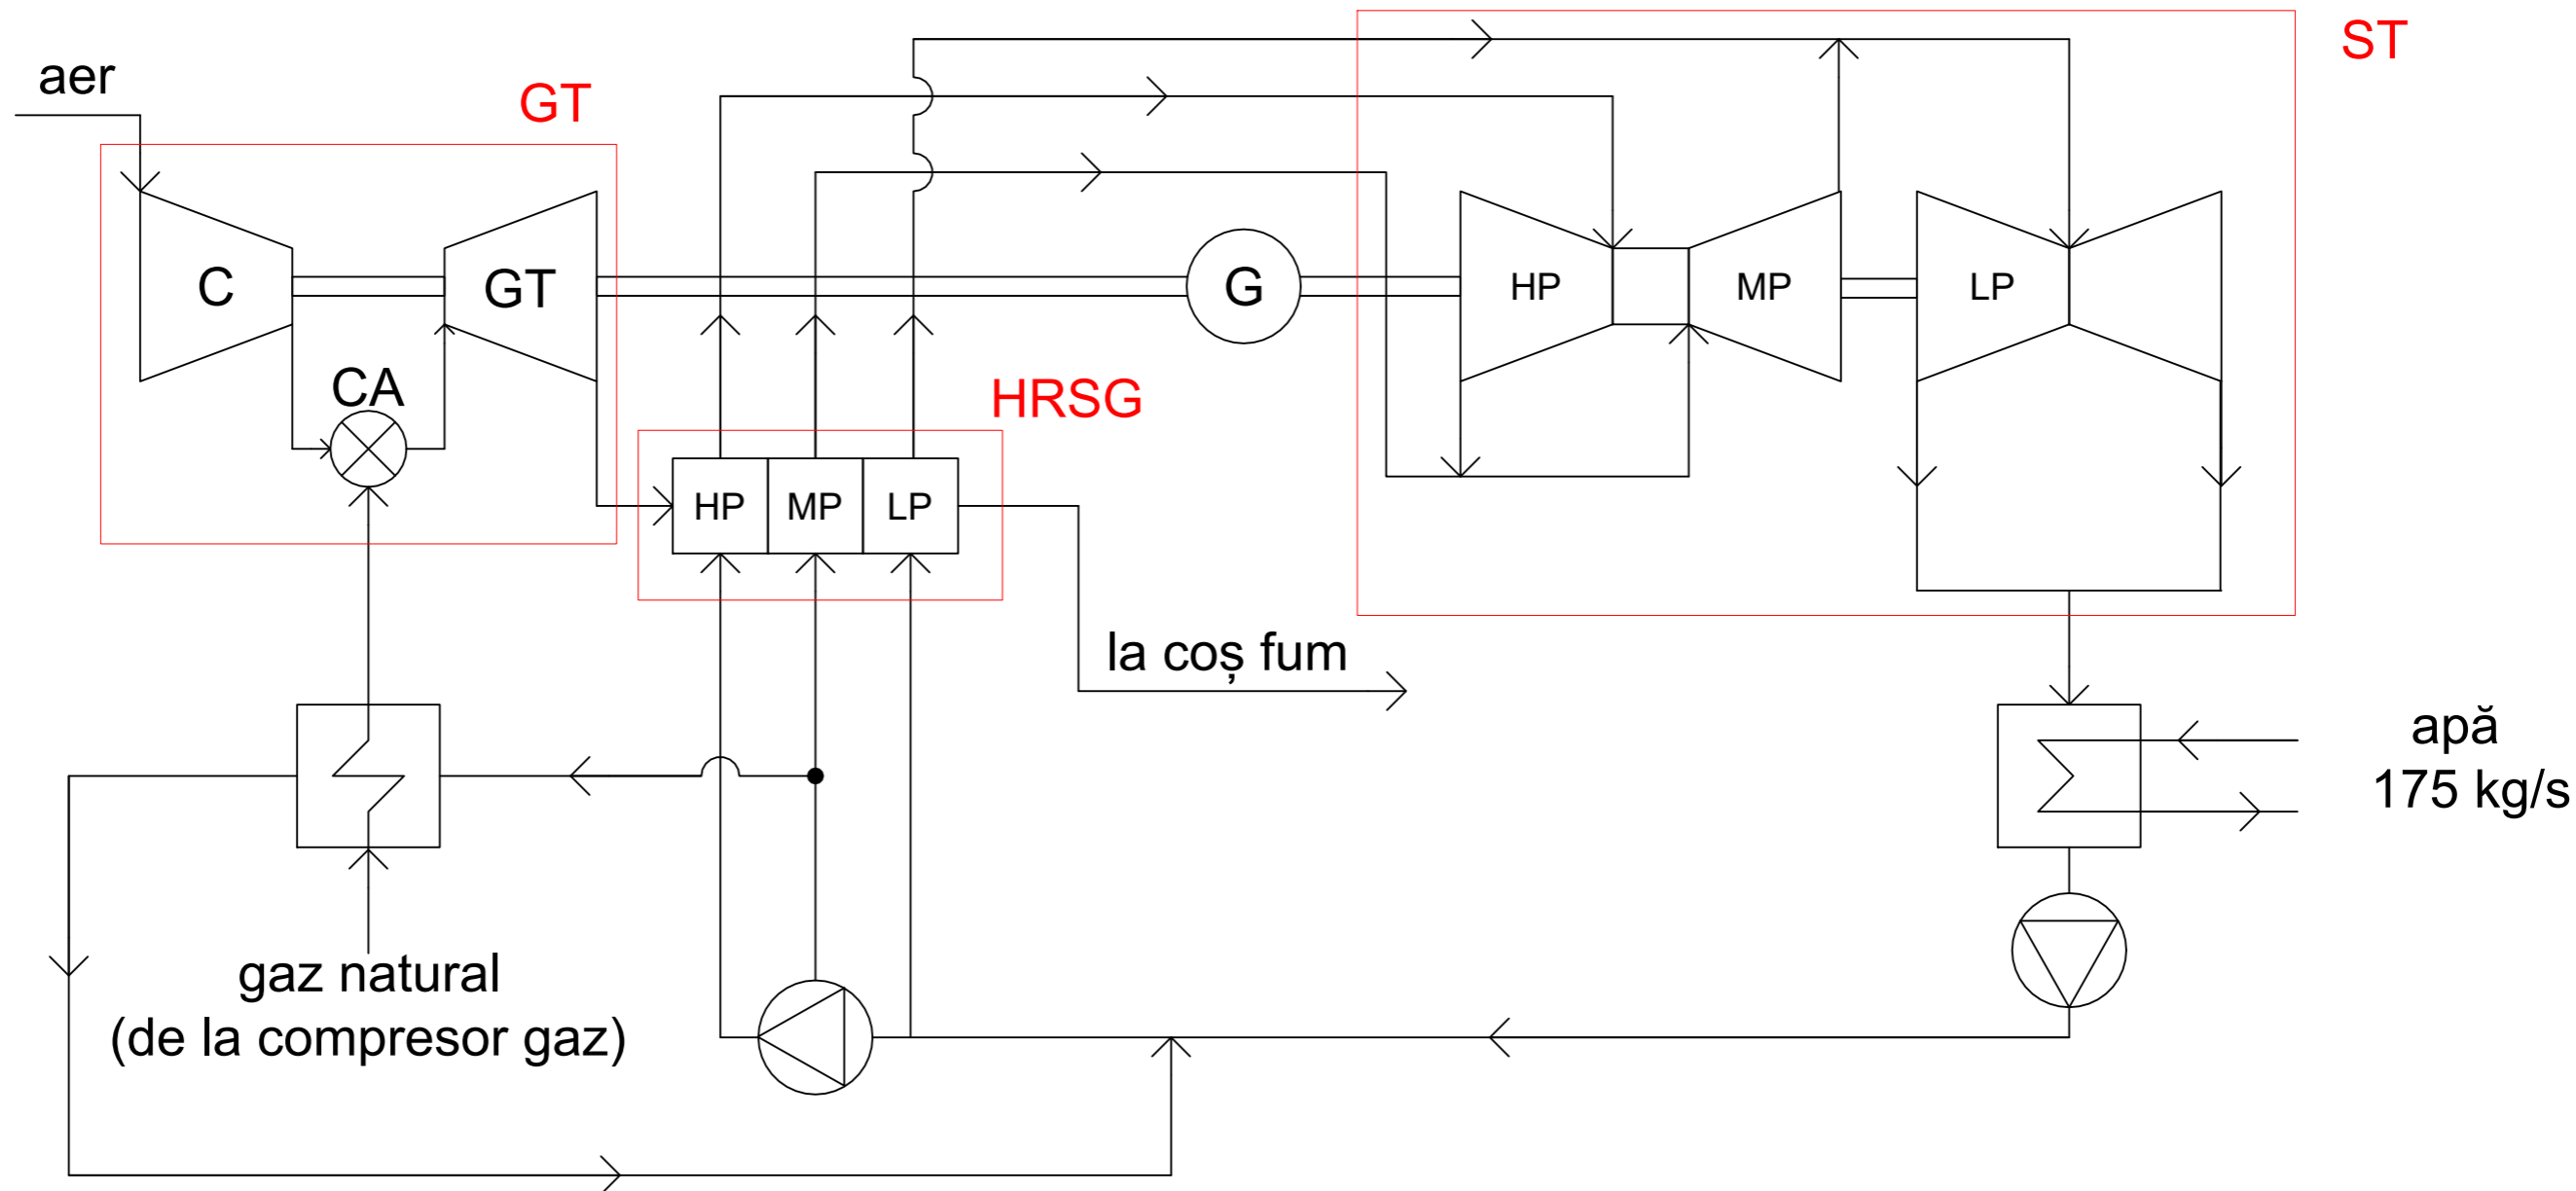 aer
GT
ST
C
GT
G
HP
MP
LP
CA
HRSG
HP
MP
LP
la coș fum
apă
175 kg/s
gaz natural
(de la compresor gaz)